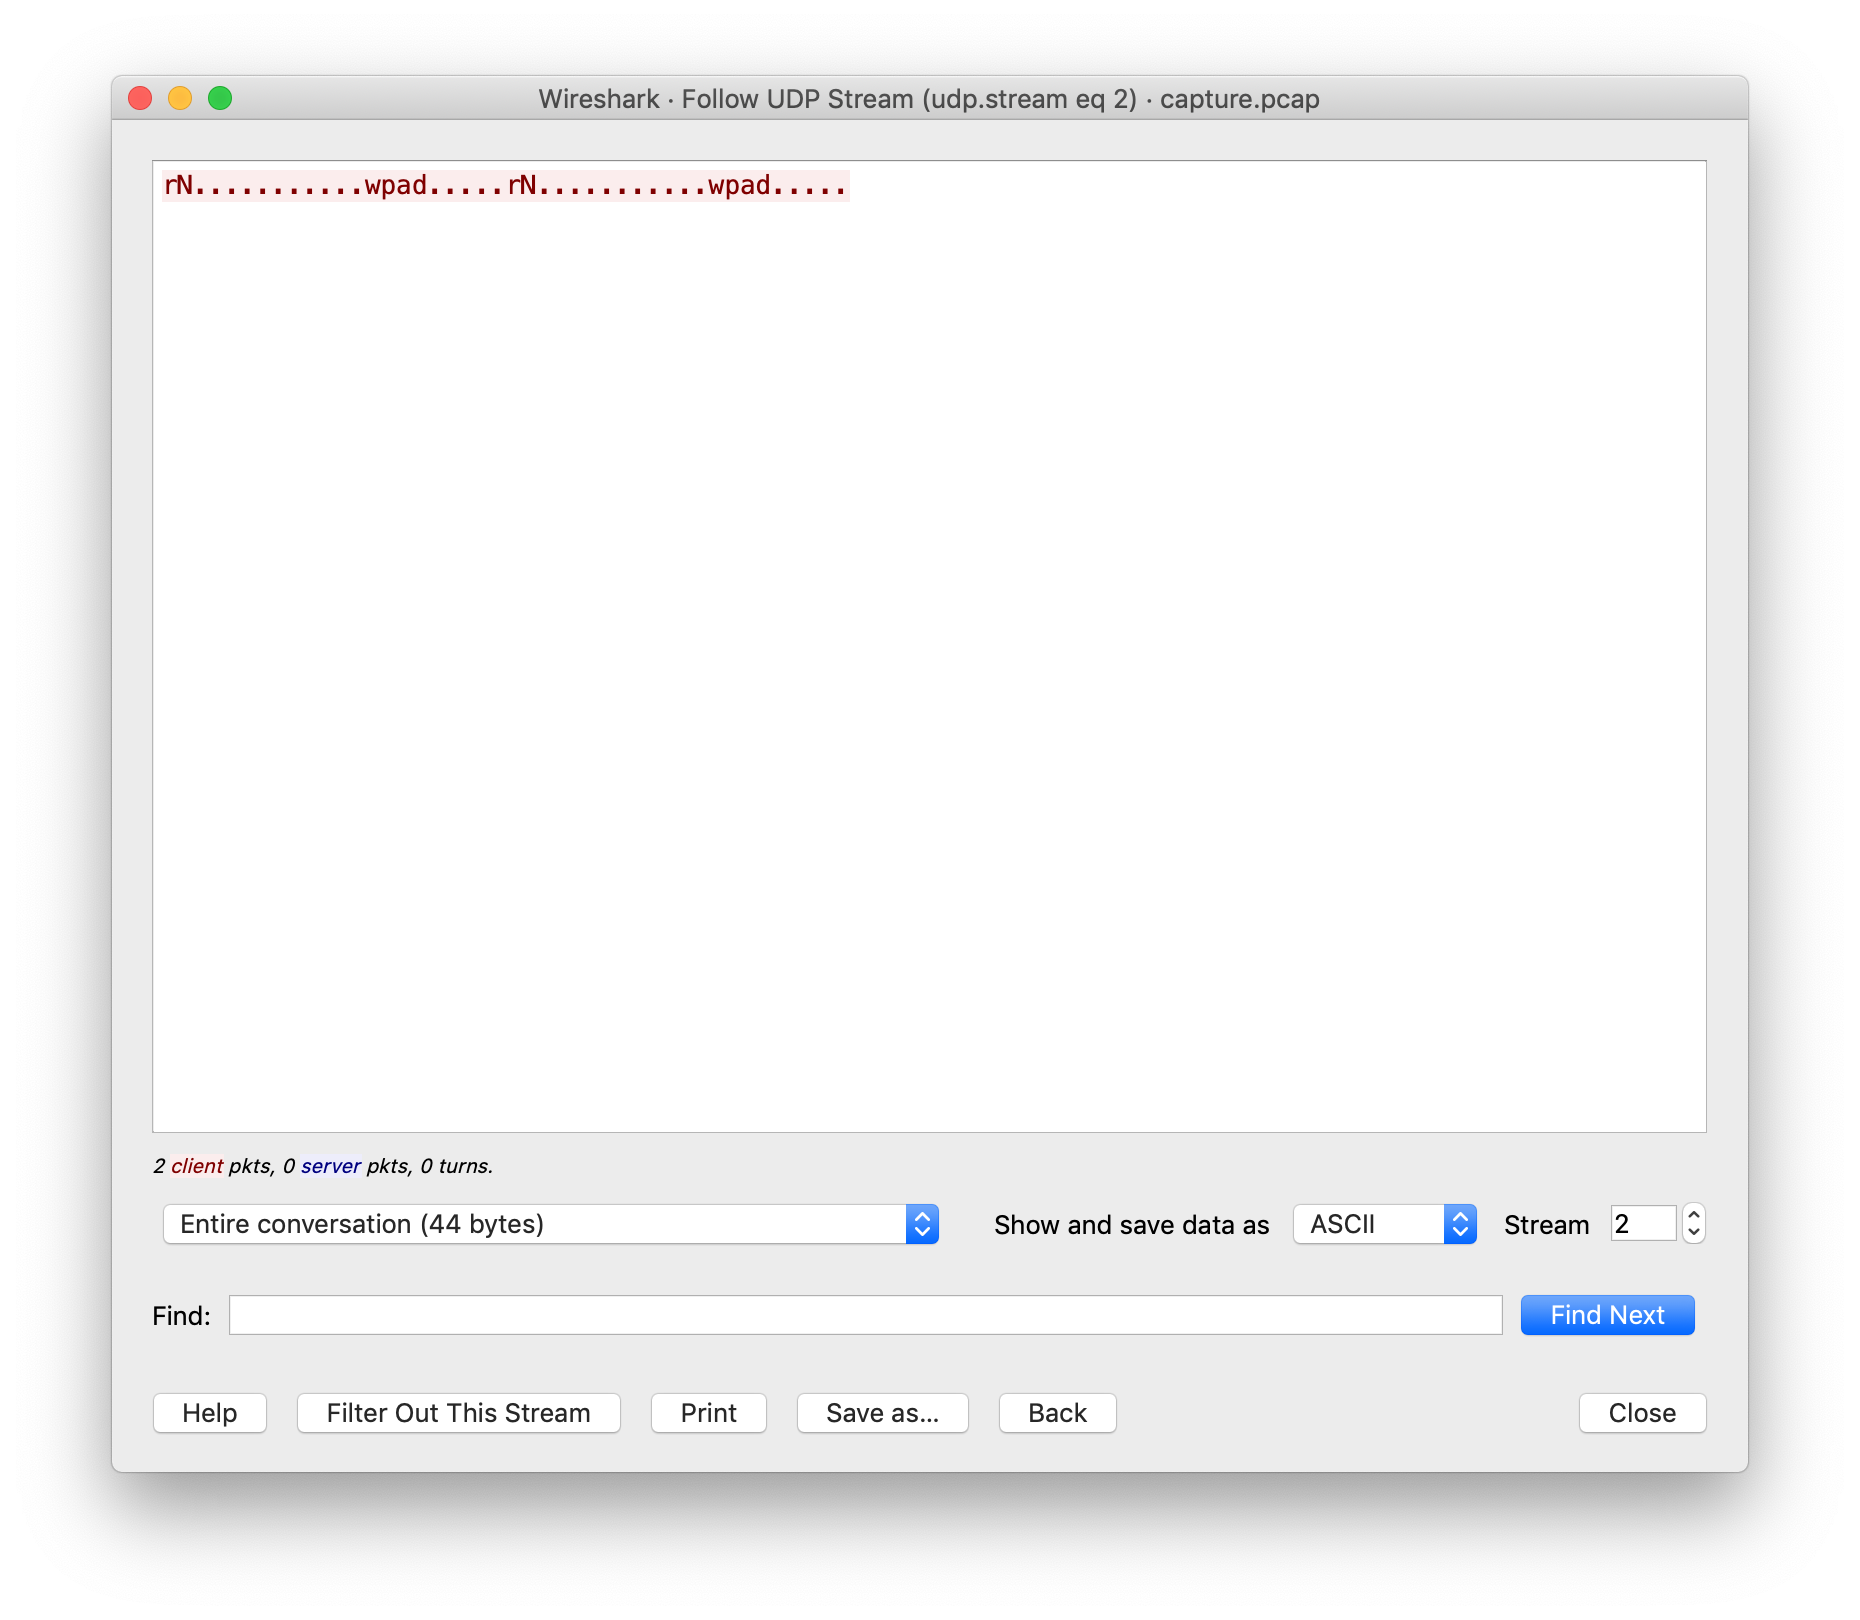 Wireshark · Follow UDP Stream (udp.stream eq 2) · capture.pcap
rN...........wpad.....rN...........wpad.....
2 client pkts, 0 server pkts, 0 turns.
Entire conversation (44 bytes) Show and save data as ASCII Stream 2
Find: Find Next
Help Filter Out This Stream Print Save as... Back Close